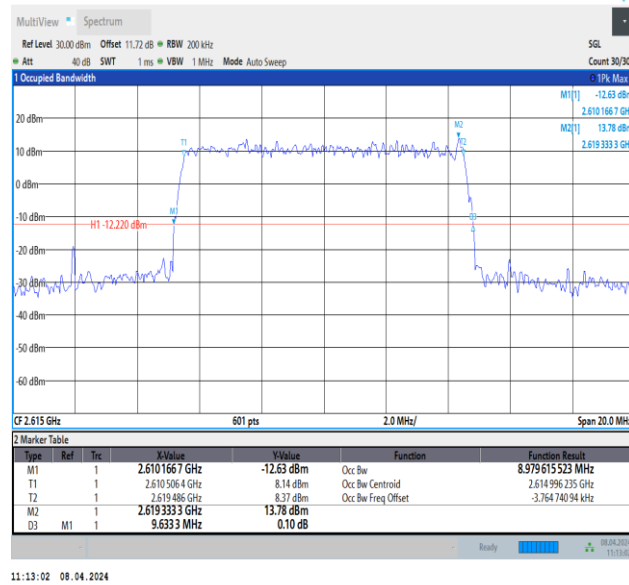 MultiView Spectrum
Ref Level 30.00 dBm Offset 11.72 dB RBW 200 kHz SGL
Att 40 dB SWT 1 ms VBW 1 MHz Mode Auto Sweep Count 30/30
1 Occupied Bandwidth 1Pk Max
M1[1] -12.63 dBm
2.610 166 7 GHz
M2[1] 13.78 dBm
2.619 333 3 GHz
20 dBm
M2
T1
T2
10 dBm
0 dBm
-10 dBm
M1
D3
H1 -12.220 dBm
-20 dBm
-30 dBm
-40 dBm
-50 dBm
-60 dBm
CF 2.615 GHz 601 pts 2.0 MHz/ Span 20.0 MHz
2 Marker Table
Type Ref Trc X-Value Y-Value Function Function Result
M1 1 2.610 166 7 GHz -12.63 dBm Occ Bw 8.979 615 523 MHz
T1 1 2.610 506 4 GHz 8.14 dBm Occ Bw Centroid 2.614 996 235 GHz
T2 1 2.619 486 GHz 8.37 dBm Occ Bw Freq Offset -3.764 740 94 kHz
M2 1 2.619 333 3 GHz 13.78 dBm
D3 M1 1 9.633 3 MHz 0.10 dB
Ready 08.04.2024
11:13:02
11:13:02 08.04.2024